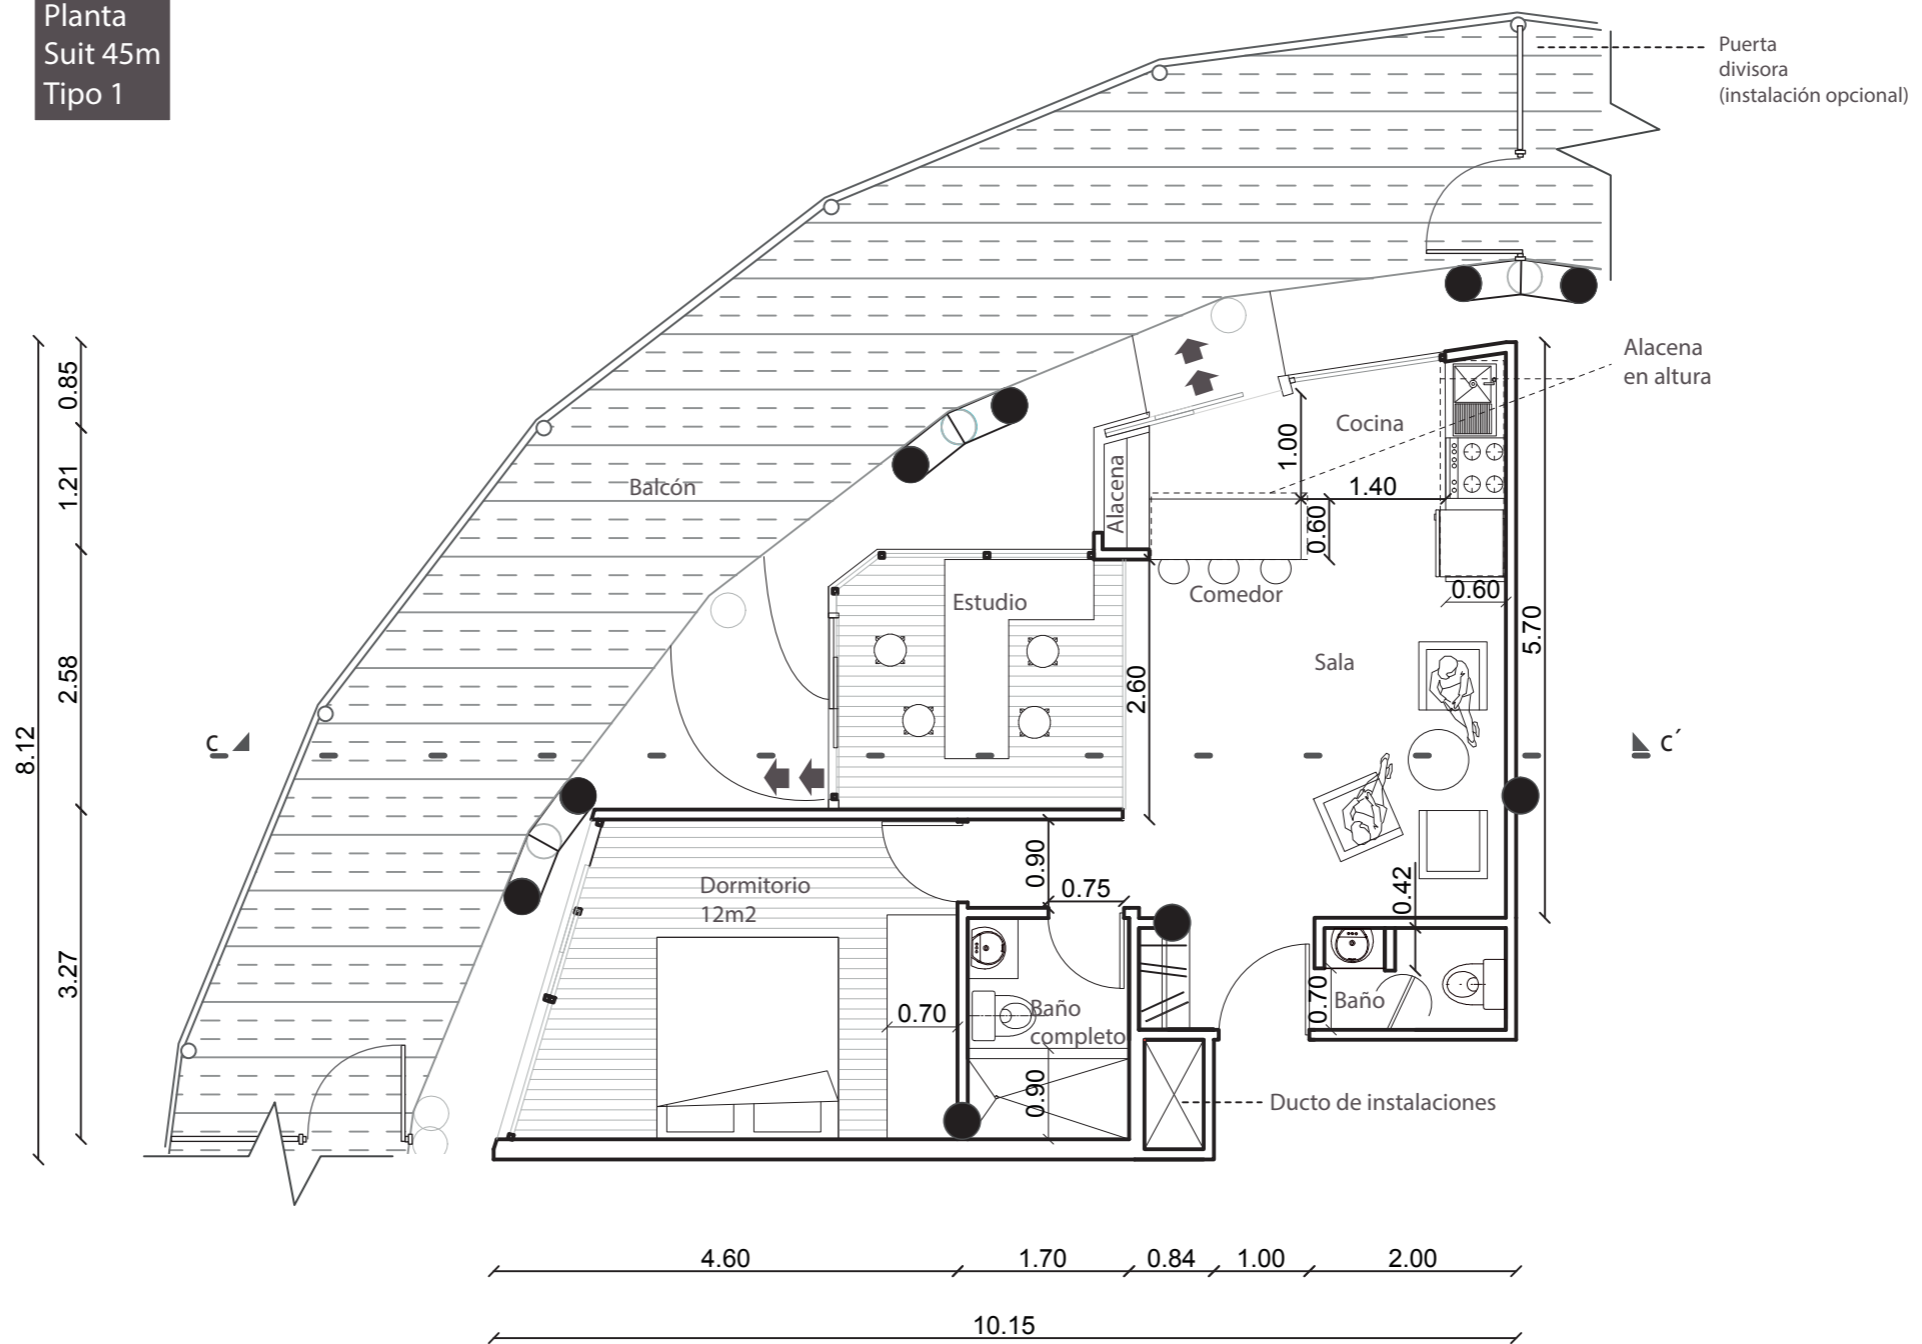 Planta
Suit 45m
Tipo 1
Puerta
divisora
(instalación opcional)
Alacena
en altura
0.85
Cocina
1.00
1.21
Balcón
Alacena
1.40
0.60
Estudio
Comedor
0.60
5.70
Sala
2.58
2.60
8.12
C
C´
0.90
0.75
0.42
Dormitorio
12m2
3.27
0.70
Baño
completo
0.70
Baño
0.90
Ducto de instalaciones
4.60
1.70
0.84
1.00
2.00
10.15